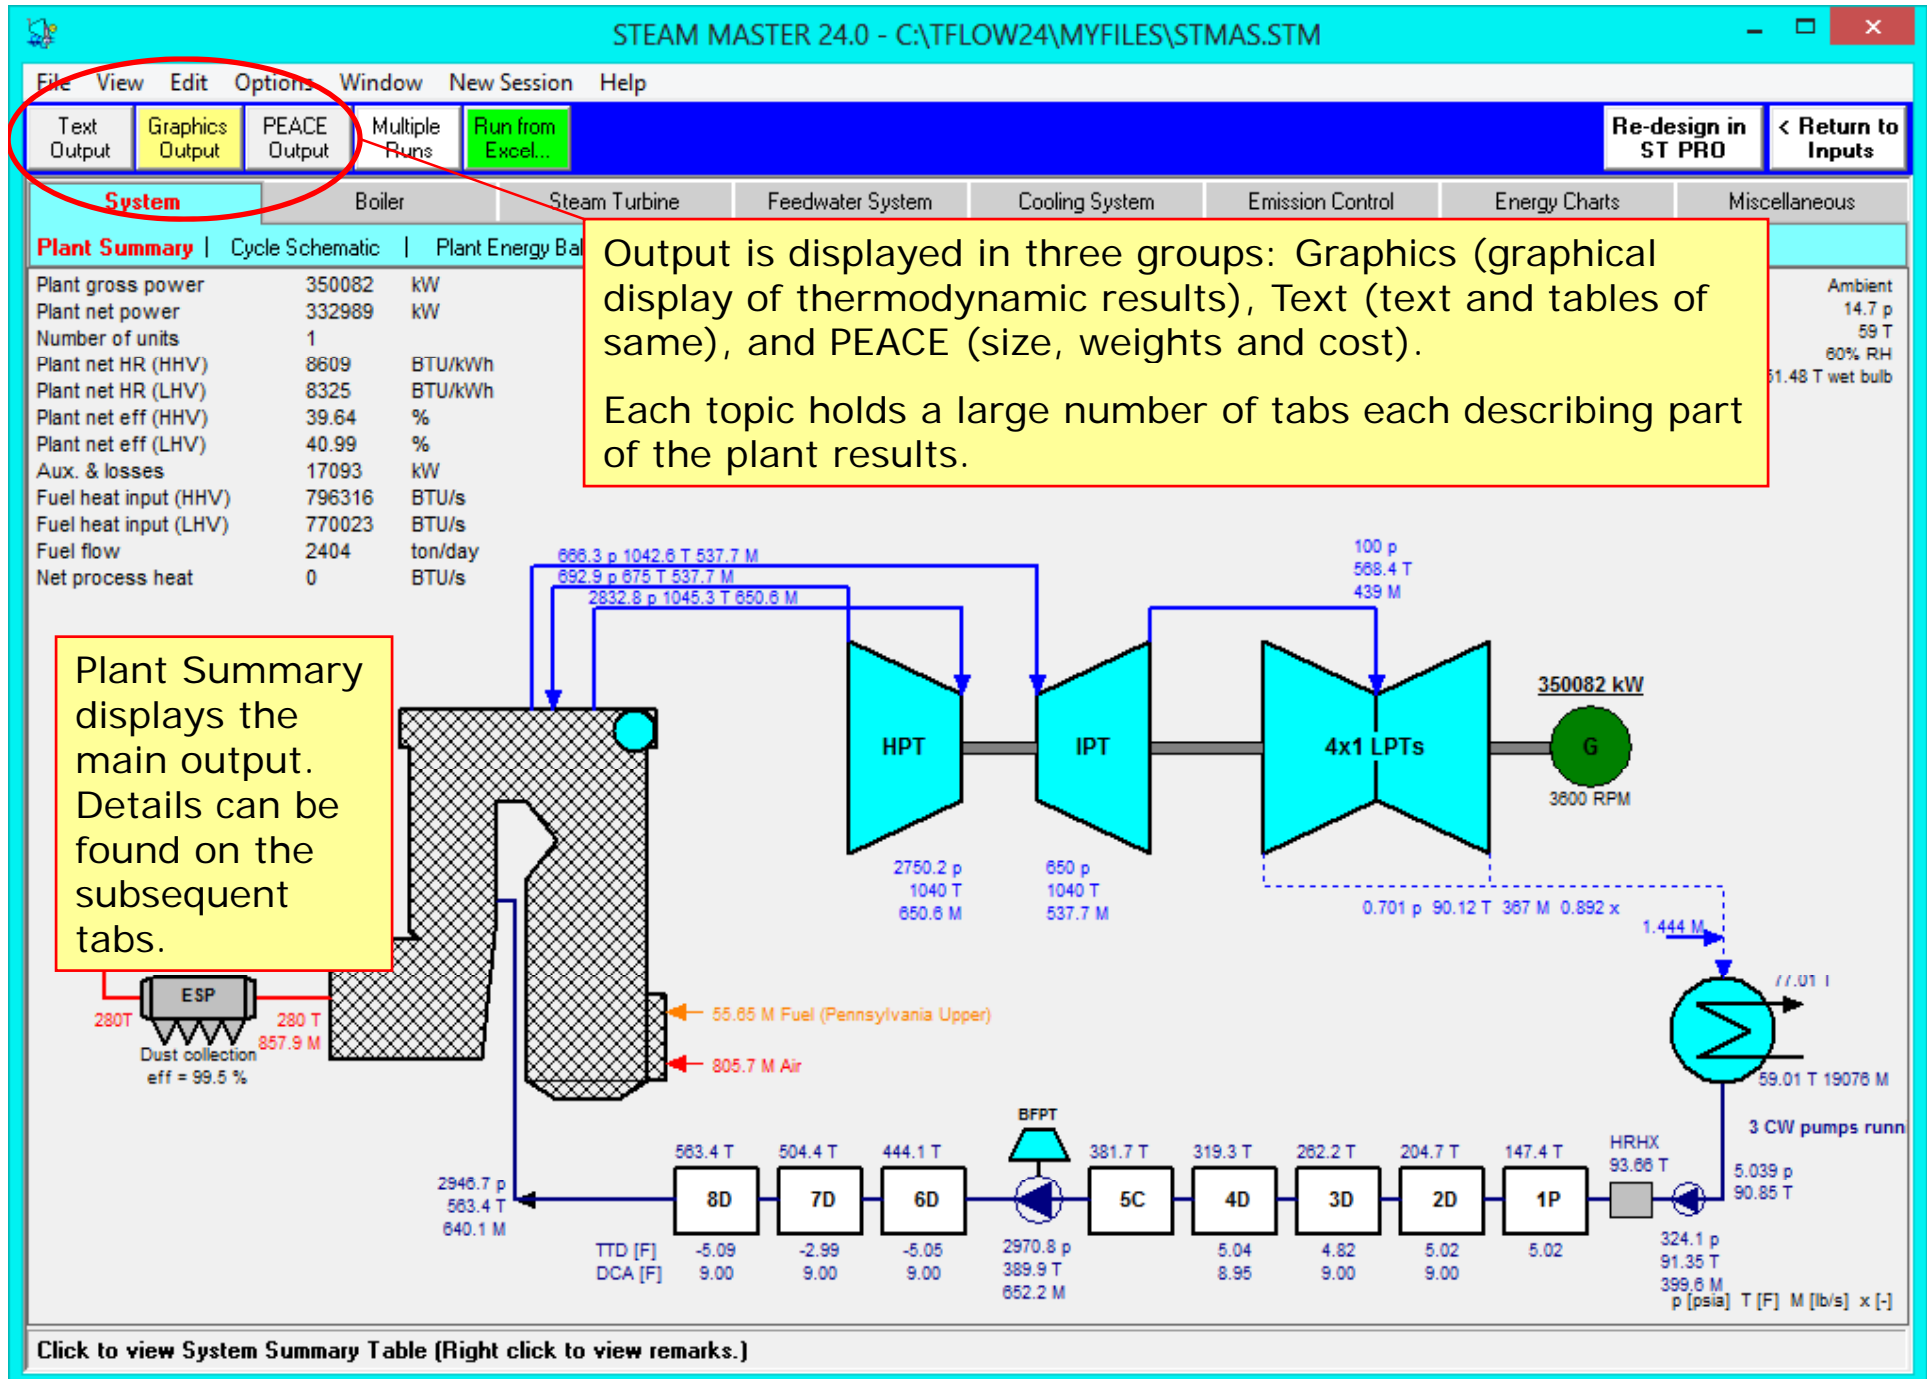 STEAM MASTER 24.0 - C:\TFLOW24\MYFILES\STMAS.STM
File View Edit Options Window New Session Help
Text Output
Graphics Output
PEACE Output
Multiple Runs
Run from Excel...
Re-design in ST PRO
< Return to Inputs
System Boiler Steam Turbine Feedwater System Cooling System Emission Control Energy Charts Miscellaneous
Plant Summary | Cycle Schematic | Plant Energy Bal
Output is displayed in three groups: Graphics (graphical
display of thermodynamic results), Text (text and tables of
same), and PEACE (size, weights and cost).
Each topic holds a large number of tabs each describing part
of the plant results.
Plant gross power 350082 kW
Plant net power 332989 kW
Number of units 1
Plant net HR (HHV) 8609 BTU/kWh
Plant net HR (LHV) 8325 BTU/kWh
Plant net eff (HHV) 39.64 %
Plant net eff (LHV) 40.99 %
Aux. & losses 17093 kW
Fuel heat input (HHV) 796316 BTU/s
Fuel heat input (LHV) 770023 BTU/s
Fuel flow 2404 ton/day
Net process heat 0 BTU/s
Ambient
14.7 p
59 T
60% RH
51.48 T wet bulb
666.3 p 1042.6 T 537.7 M
692.9 p 675 T 537.7 M
2832.8 p 1045.3 T 650.6 M
100 p
568.4 T
439 M
Plant Summary
displays the
main output.
Details can be
found on the
subsequent
tabs.
HPT
IPT
4x1 LPTs
350082 kW
G
3600 RPM
2750.2 p
1040 T
650.6 M
650 p
1040 T
537.7 M
0.701 p 90.12 T 367 M 0.892 x
1.444 M
77.01 T
59.01 T 19076 M
3 CW pumps runn
ESP
280T
280 T
857.9 M
Dust collection
eff = 99.5 %
55.65 M Fuel (Pennsylvania Upper)
805.7 M Air
BFPT
563.4 T 504.4 T 444.1 T 381.7 T 319.3 T 262.2 T 204.7 T 147.4 T
HRHX
93.66 T
5.039 p
90.85 T
2946.7 p
563.4 T
640.1 M
8D 7D 6D 5C 4D 3D 2D 1P
TTD [F] -5.09 -2.99 -5.05 5.04 4.82 5.02 5.02
DCA [F] 9.00 9.00 9.00 8.95 9.00 9.00
2970.8 p
389.9 T
652.2 M
324.1 p
91.35 T
399.6 M
p [psia] T [F] M [lb/s] x [-]
Click to view System Summary Table (Right click to view remarks.)